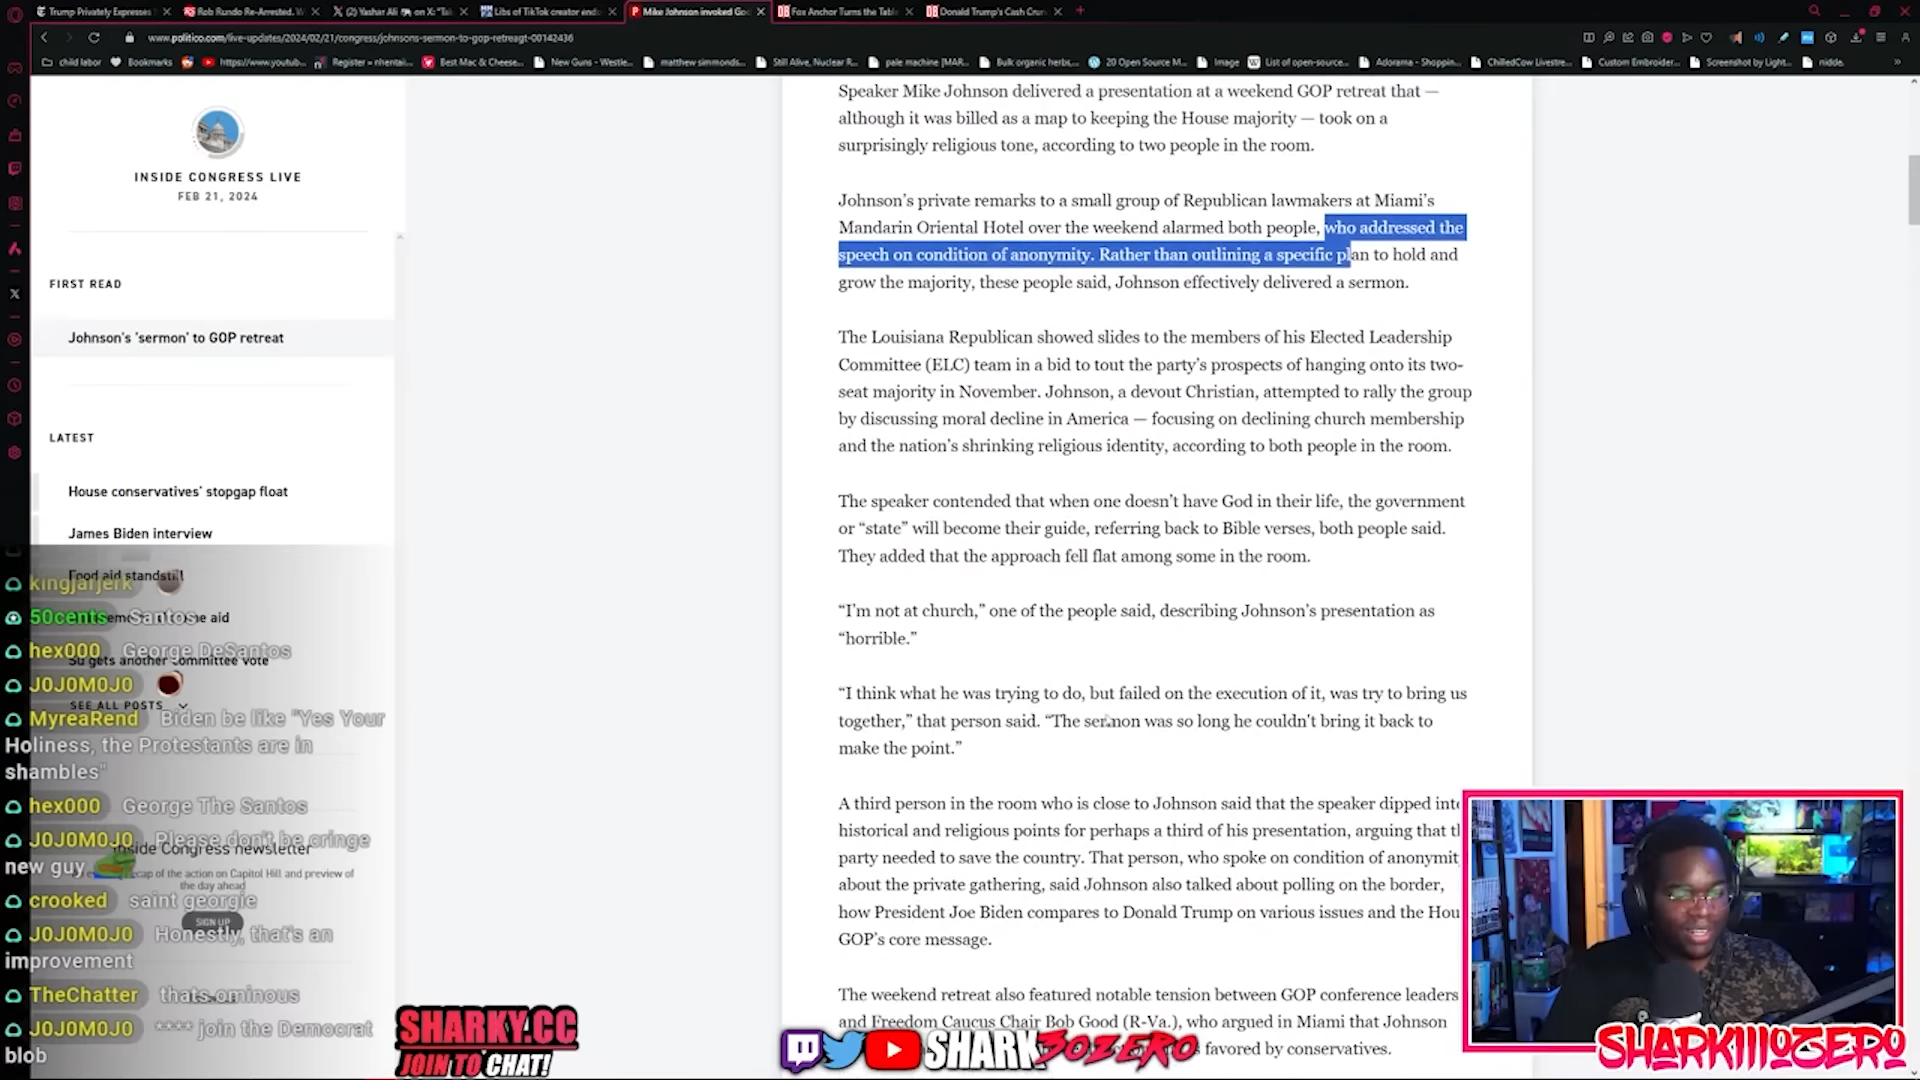 Trump Privately Expresses
Rob Rundo Re-Arrested. W
(2) Yashar Ali on X: "Tai
Libs of TikTok creator end
Mike Johnson invoked Go
Fox Anchor Turns the Tabl
Donald Trump's Cash Crun
www.politico.com/live-updates/2024/02/21/congress/johnsons-sermon-to-gop-retreagt-00142436
child labor
Bookmarks
https://www.youtub...
Register » nhentai...
Best Mac & Cheese...
New Guns - Westle...
matthew simmonds...
Still Alive, Nuclear R...
pale machine [MAR...
Bulk organic herbs,...
20 Open Source M...
Image
List of open-source...
Adorama - Shoppin...
ChilledCow Livestre...
Custom Embroider...
Screenshot by Light...
nidde.
»
INSIDE CONGRESS LIVE
FEB 21, 2024
FIRST READ
Johnson's 'sermon' to GOP retreat
LATEST
House conservatives' stopgap float
James Biden interview
Food aid standstill
ne aid
Su gets another committee vote
SEE ALL POSTS
Inside Congress newsletter
cap of the action on Capitol Hill and preview of
the day ahead
SIGN UP
kingjarjerk
50cents Santos
hex000 George DeSantos
J0J0M0J0
MyreaRend Biden be like "Yes Your
Holiness, the Protestants are in
shambles"
hex000 George The Santos
J0J0M0J0 Please don't be cringe
new guy
crooked saint georgie
J0J0M0J0 Honestly, that's an
improvement
TheChatter thats ominous
J0J0M0J0 **** join the Democrat
blob
Speaker Mike Johnson delivered a presentation at a weekend GOP retreat that —
although it was billed as a map to keeping the House majority — took on a
surprisingly religious tone, according to two people in the room.
Johnson's private remarks to a small group of Republican lawmakers at Miami's
Mandarin Oriental Hotel over the weekend alarmed both people, who addressed the
speech on condition of anonymity. Rather than outlining a specific plan to hold and
grow the majority, these people said, Johnson effectively delivered a sermon.
The Louisiana Republican showed slides to the members of his Elected Leadership
Committee (ELC) team in a bid to tout the party's prospects of hanging onto its two-
seat majority in November. Johnson, a devout Christian, attempted to rally the group
by discussing moral decline in America — focusing on declining church membership
and the nation's shrinking religious identity, according to both people in the room.
The speaker contended that when one doesn't have God in their life, the government
or “state” will become their guide, referring back to Bible verses, both people said.
They added that the approach fell flat among some in the room.
“I'm not at church,” one of the people said, describing Johnson's presentation as
“horrible.”
“I think what he was trying to do, but failed on the execution of it, was try to bring us
together,” that person said. “The sermon was so long he couldn't bring it back to
make the point.”
A third person in the room who is close to Johnson said that the speaker dipped into
historical and religious points for perhaps a third of his presentation, arguing that th
party needed to save the country. That person, who spoke on condition of anonymit
about the private gathering, said Johnson also talked about polling on the border,
how President Joe Biden compares to Donald Trump on various issues and the Hou
GOP's core message.
The weekend retreat also featured notable tension between GOP conference leaders
and Freedom Caucus Chair Bob Good (R-Va.), who argued in Miami that Johnson
favored by conservatives.
SHARKY.CC
JOIN TO CHAT!
SHARK3OZERO
SHARKIIIOZERO